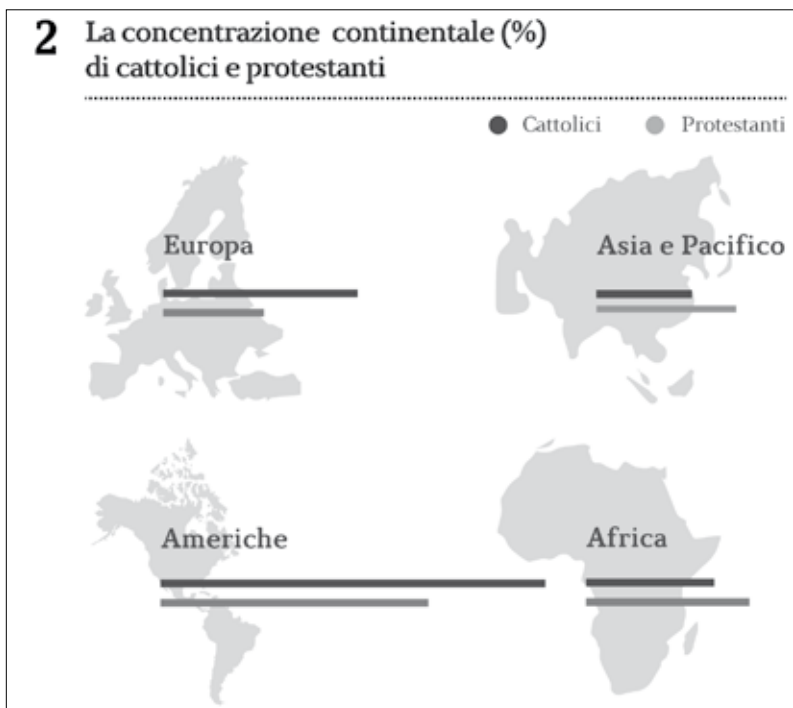 2 La concentrazione continentale (%)
di cattolici e protestanti
Cattolici Protestanti
Europa
Asia e Pacifico
Americhe
Africa